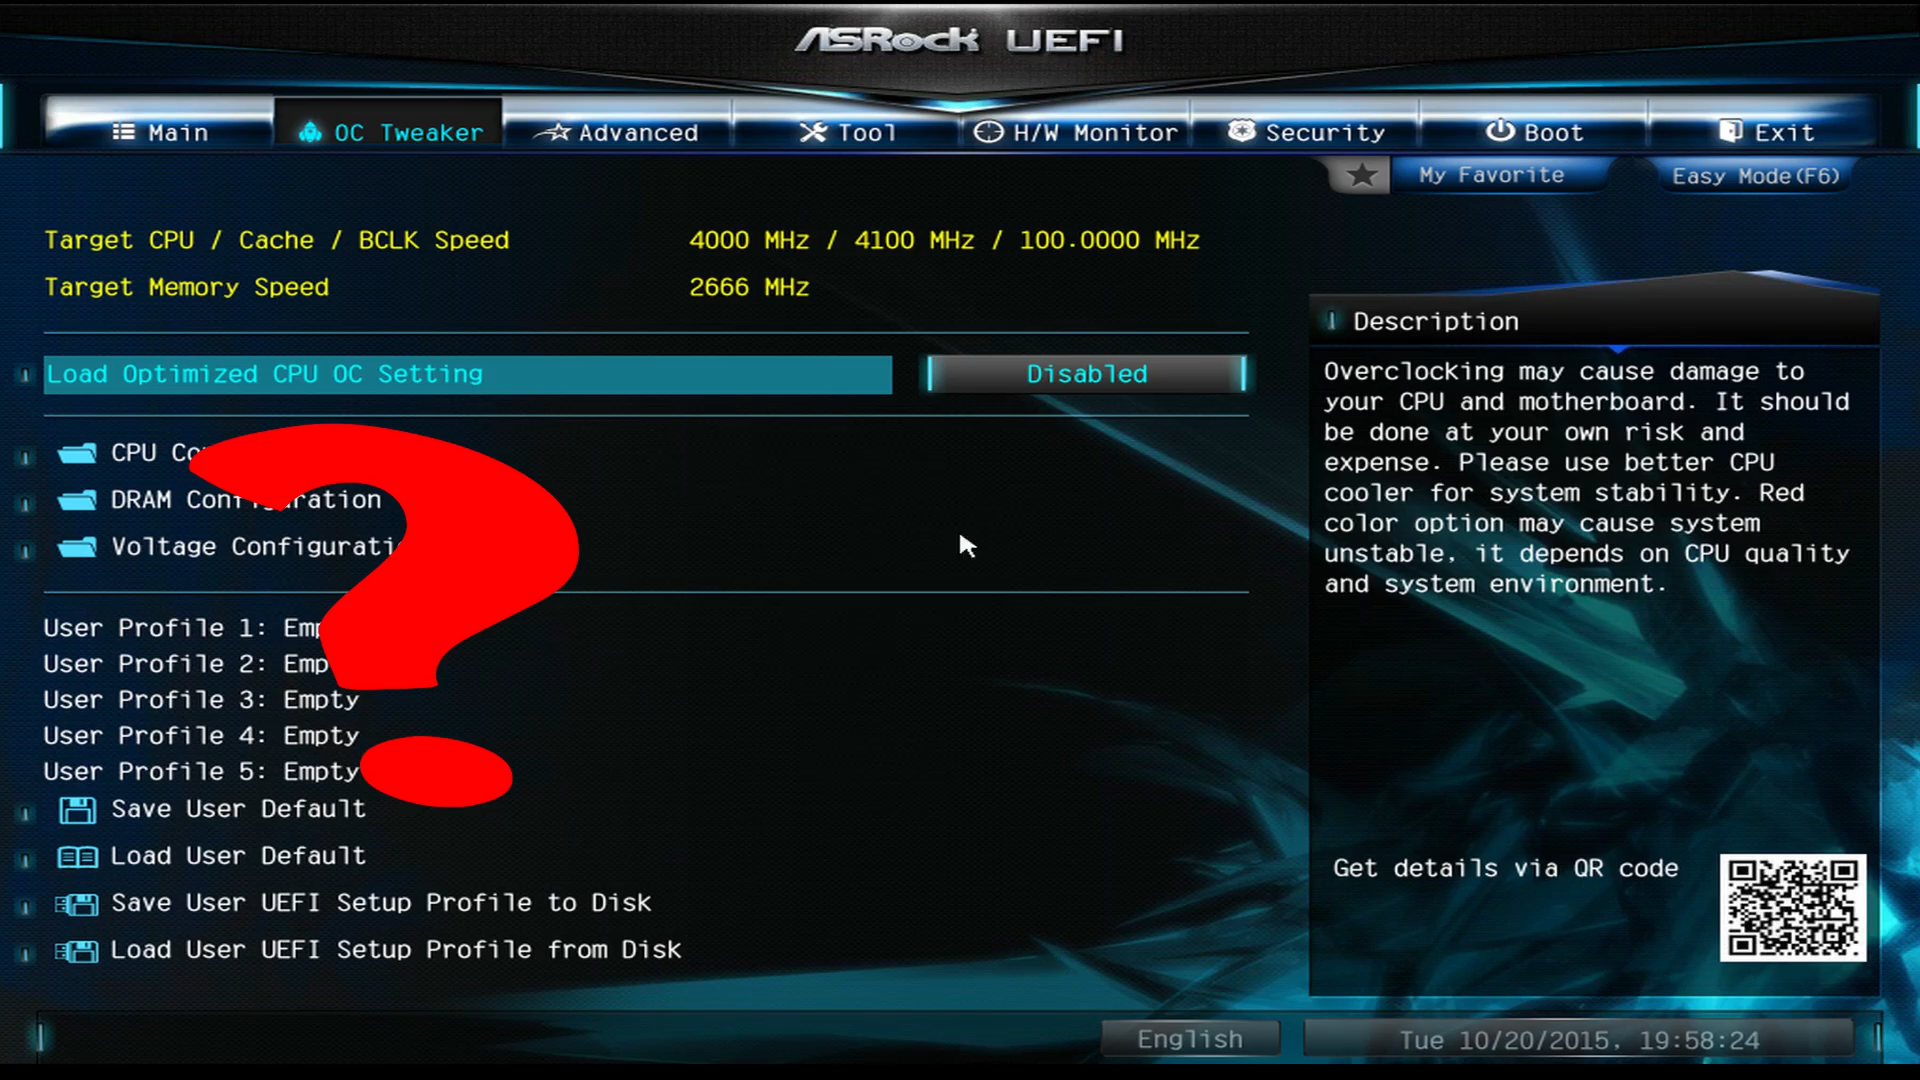 ASRock UEFI
Main OC Tweaker Advanced Tool H/W Monitor Security Boot Exit
My Favorite Easy Mode(F6)
Target CPU / Cache / BCLK Speed 4000 MHz / 4100 MHz / 100.0000 MHz
Target Memory Speed 2666 MHz
Load Optimized CPU OC Setting Disabled
CPU
DRAM Configuration
Voltage
User Profile 1:
User Profile 2:
User Profile 3: Empty
User Profile 4: Empty
User Profile 5: Empty
Save User Default
Load User Default
Save User UEFI Setup Profile to Disk
Load User UEFI Setup Profile from Disk
Description
Overclocking may cause damage to
your CPU and motherboard. It should
be done at your own risk and
expense. Please use better CPU
cooler for system stability. Red
color option may cause system
unstable, it depends on CPU quality
and system environment.
Get details via QR code
English Tue 10/20/2015, 19:58:24
?